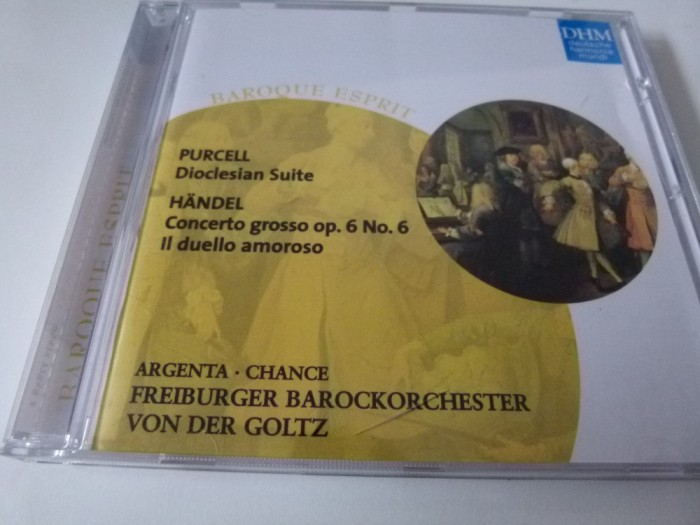 DHM
deutsche
harmonia
mundi
BAROQUE ESPRIT
PURCELL
Dioclesian Suite
HÄNDEL
Concerto grosso op. 6 No. 6
Il duello amoroso
ARGENTA · CHANCE
FREIBURGER BAROCKORCHESTER
VON DER GOLTZ
BAROQUE ESPRIT